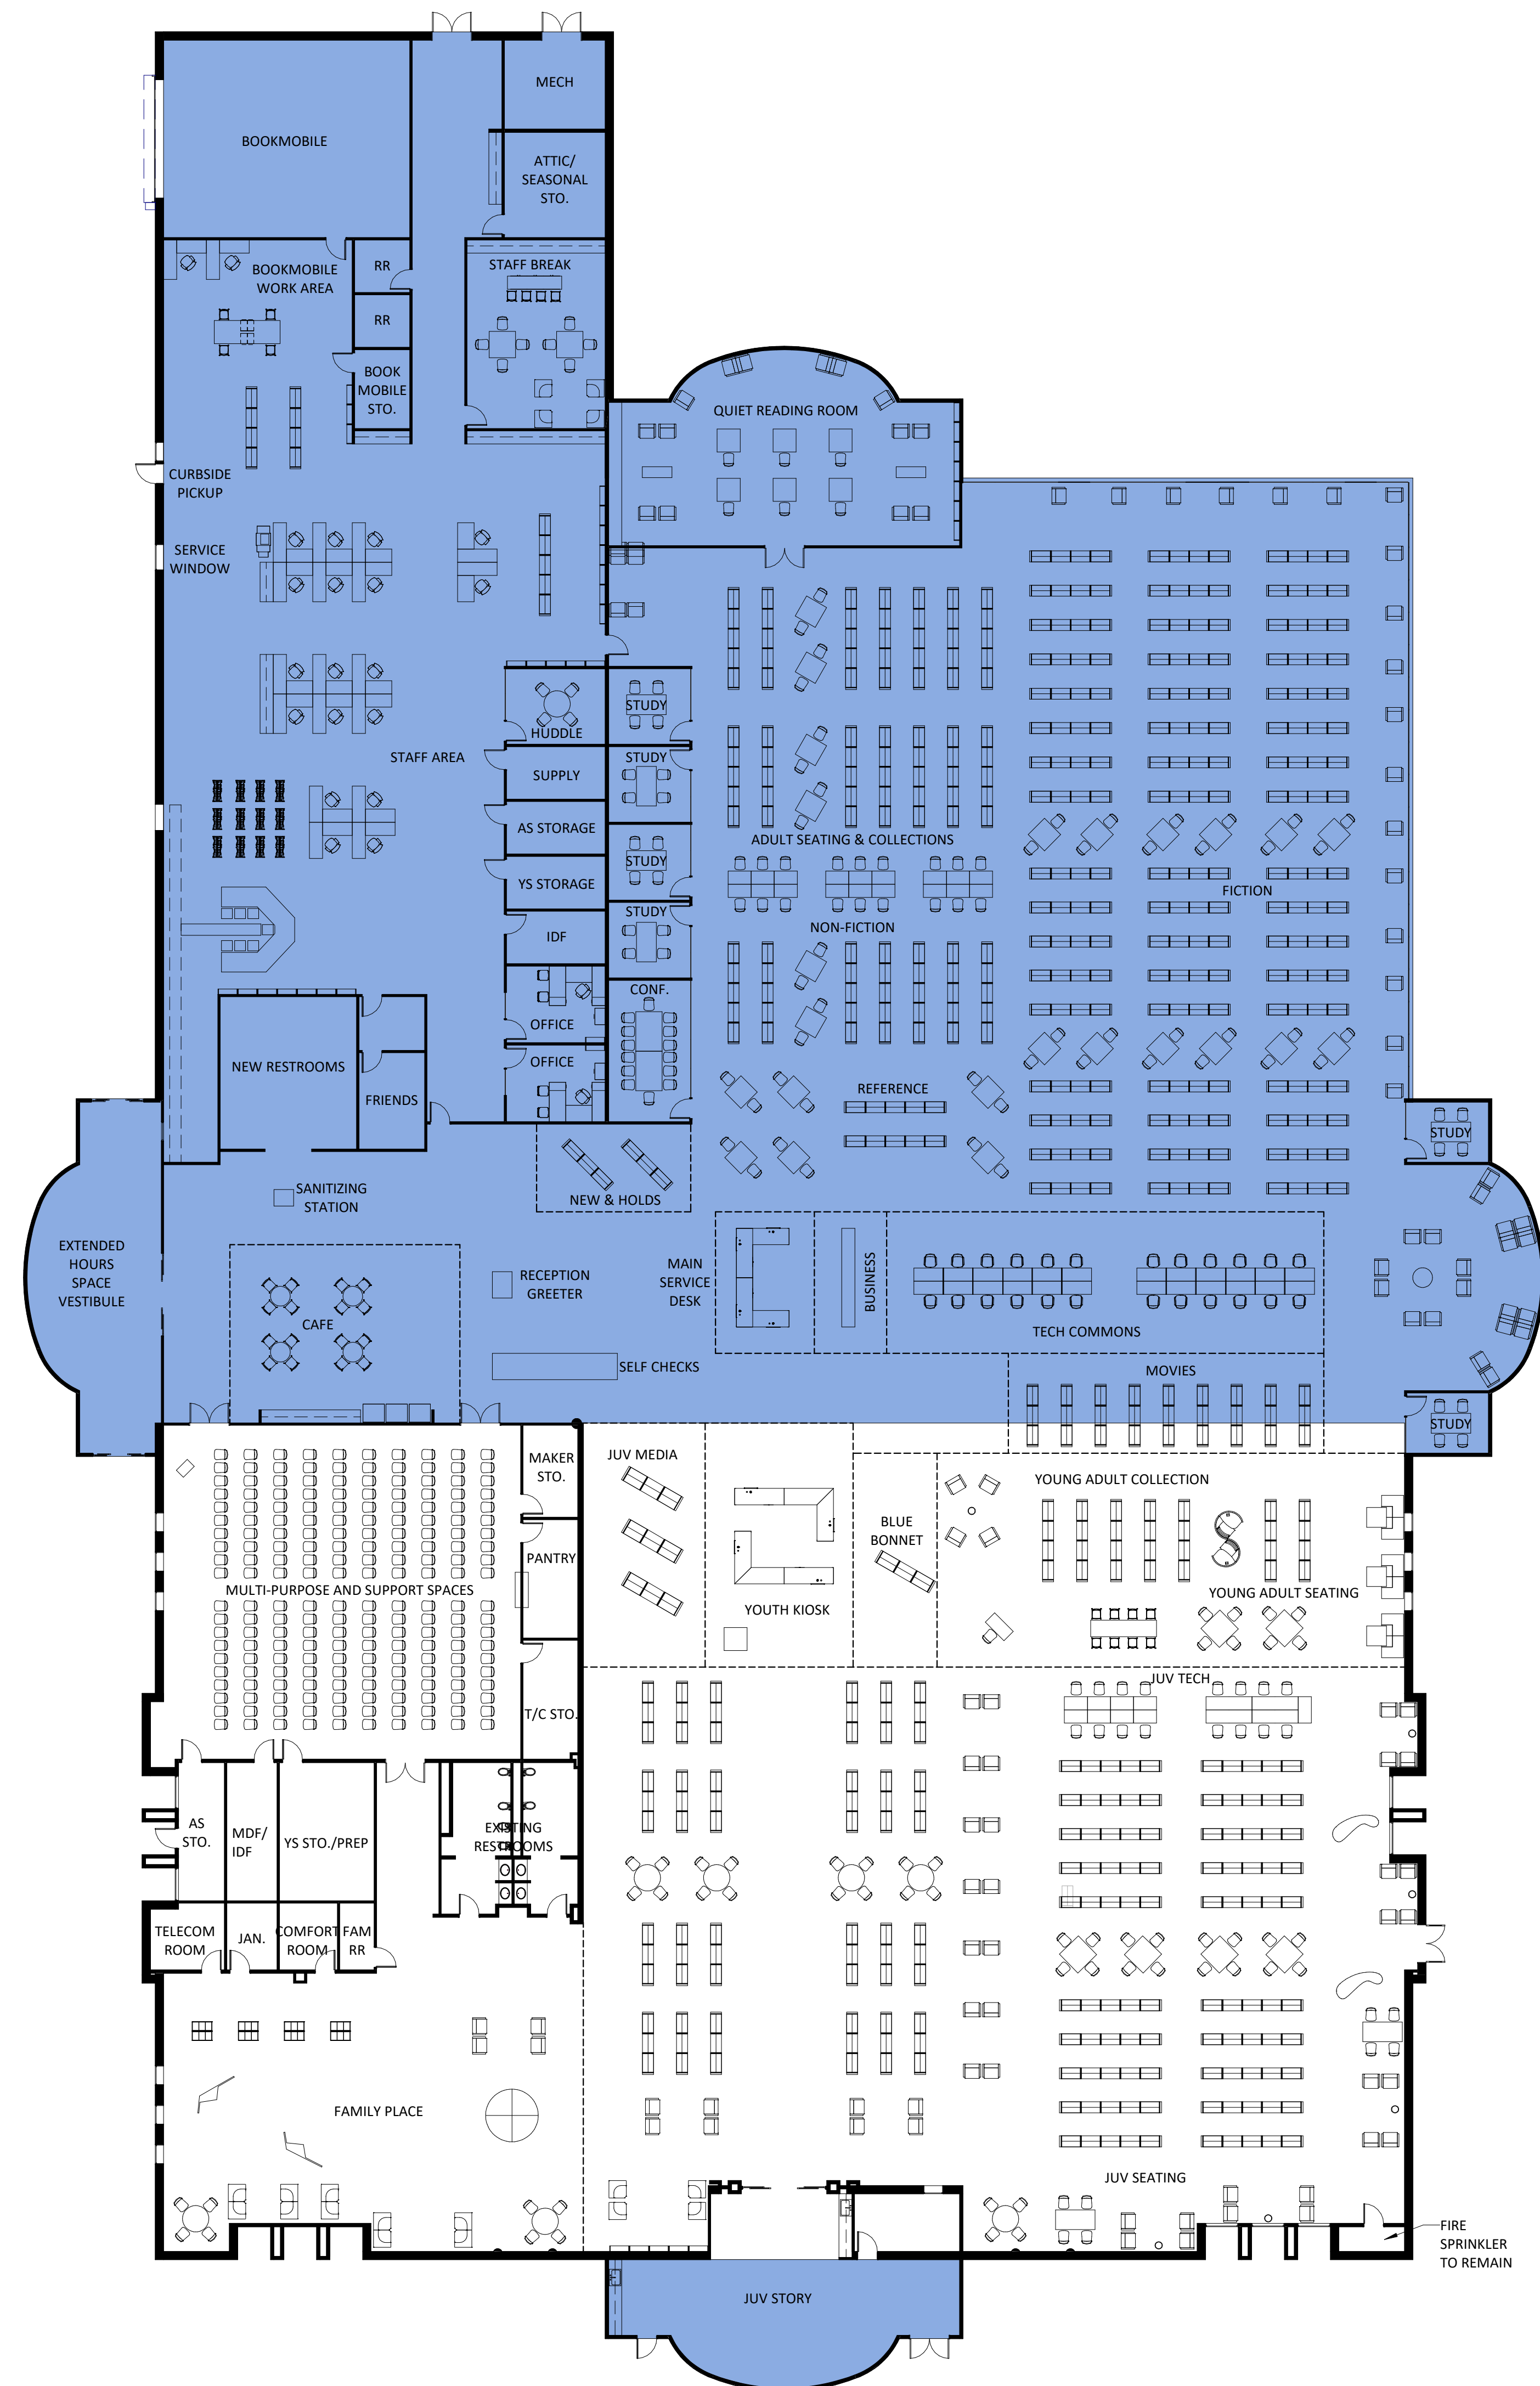 MECH
BOOKMOBILE
ATTIC/
SEASONAL
STO.
BOOKMOBILE
WORK AREA
RR
STAFF BREAK
RR
BOOK
MOBILE
STO.
QUIET READING ROOM
CURBSIDE
PICKUP
SERVICE
WINDOW
HUDDLE
STUDY
STAFF AREA
SUPPLY
STUDY
AS STORAGE
ADULT SEATING & COLLECTIONS
YS STORAGE
STUDY
FICTION
STUDY
NON-FICTION
IDF
CONF.
OFFICE
OFFICE
NEW RESTROOMS
FRIENDS
REFERENCE
STUDY
SANITIZING
STATION
NEW & HOLDS
EXTENDED
HOURS
SPACE
VESTIBULE
RECEPTION
GREETER
MAIN
SERVICE
DESK
BUSINESS
CAFE
TECH COMMONS
SELF CHECKS
MOVIES
STUDY
MAKER
STO.
JUV MEDIA
YOUNG ADULT COLLECTION
BLUE
BONNET
PANTRY
MULTI-PURPOSE AND SUPPORT SPACES
YOUTH KIOSK
YOUNG ADULT SEATING
JUV TECH
T/C STO.
AS
STO.
MDF/
IDF
YS STO./PREP
EXISTING
RESTROOMS
TELECOM
ROOM
JAN.
COMFORT
ROOM
FAM
RR
FAMILY PLACE
JUV SEATING
FIRE
SPRINKLER
TO REMAIN
JUV STORY